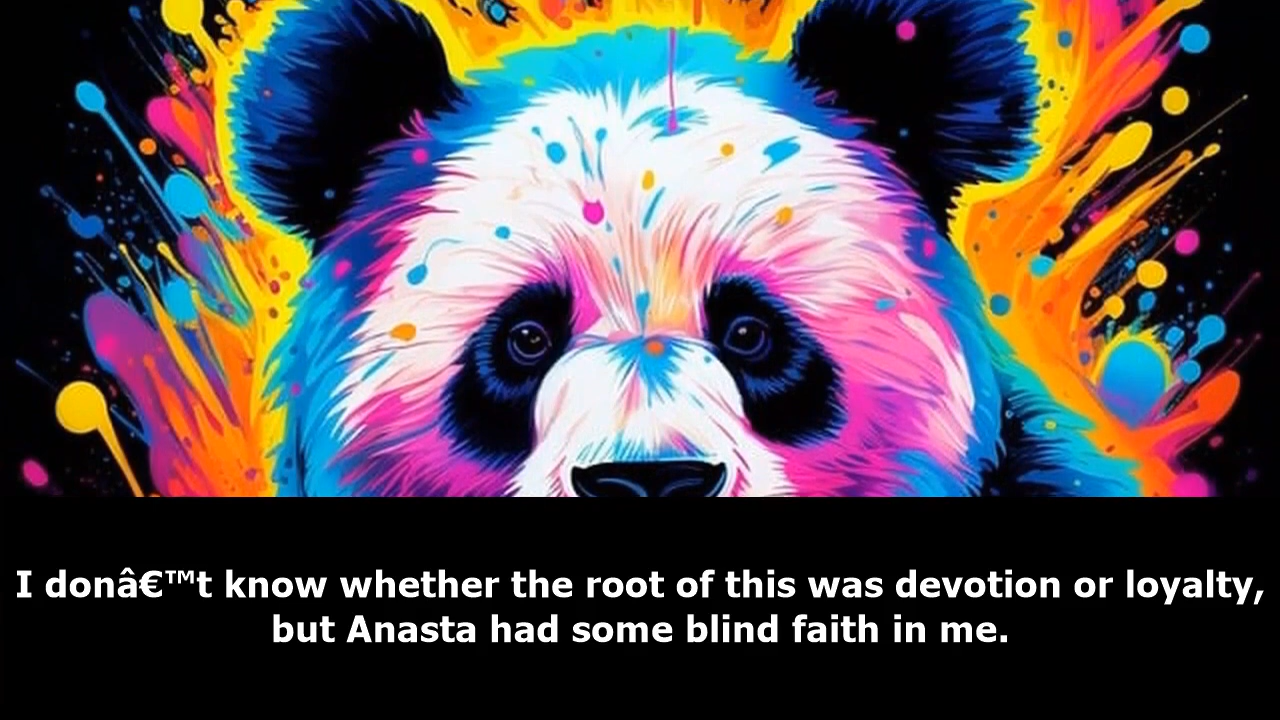 I donâ€™t know whether the root of this was devotion or loyalty,
but Anasta had some blind faith in me.